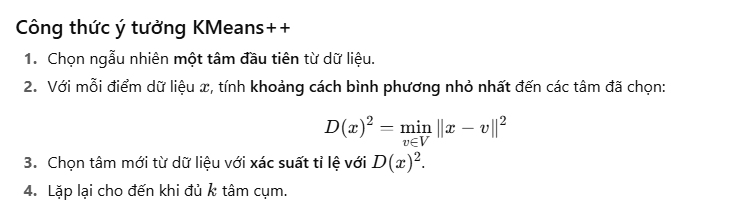 Công thức ý tưởng KMeans++
1. Chọn ngẫu nhiên một tâm đầu tiên từ dữ liệu.
2. Với mỗi điểm dữ liệu x, tính khoảng cách bình phương nhỏ nhất đến các tâm đã chọn:
D(x)² = min_{v∈V} ‖x − v‖²
3. Chọn tâm mới từ dữ liệu với xác suất tỉ lệ với D(x)².
4. Lặp lại cho đến khi đủ k tâm cụm.